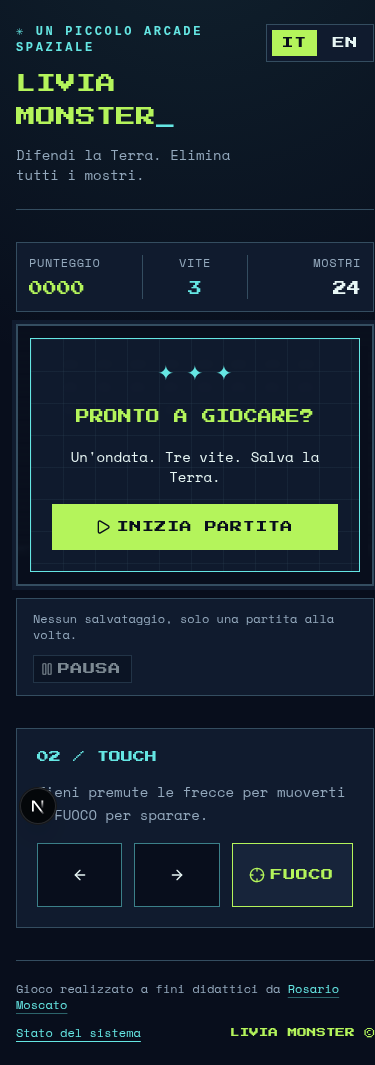 ✳ UN PICCOLO ARCADE
SPAZIALE
IT EN
LIVIA
MONSTER_
Difendi la Terra. Elimina
tutti i mostri.
PUNTEGGIO VITE MOSTRI
0000 3 24
PRONTO A GIOCARE?
Un'ondata. Tre vite. Salva la
Terra.
INIZIA PARTITA
Nessun salvataggio, solo una partita alla
volta.
PAUSA
02 / TOUCH
ieni premute le frecce per muoverti
FUOCO per sparare.
N
← → FUOCO
Gioco realizzato a fini didattici da Rosario
Moscato
Stato del sistema LIVIA MONSTER ©